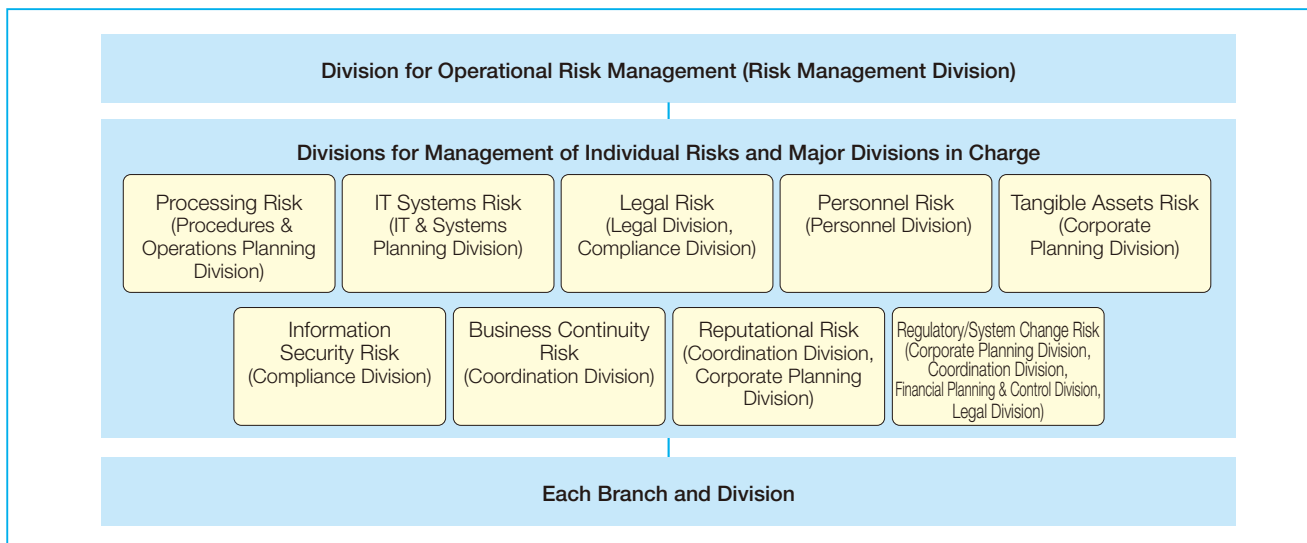 Division for Operational Risk Management (Risk Management Division)
Divisions for Management of Individual Risks and Major Divisions in Charge
Processing Risk
(Procedures &
Operations Planning
Division)
IT Systems Risk
(IT & Systems
Planning Division)
Legal Risk
(Legal Division,
Compliance Division)
Personnel Risk
(Personnel Division)
Tangible Assets Risk
(Corporate
Planning Division)
Information
Security Risk
(Compliance Division)
Business Continuity
Risk
(Coordination Division)
Reputational Risk
(Coordination Division,
Corporate Planning
Division)
Regulatory/System Change Risk
(Corporate Planning Division,
Coordination Division,
Financial Planning & Control Division,
Legal Division)
Each Branch and Division